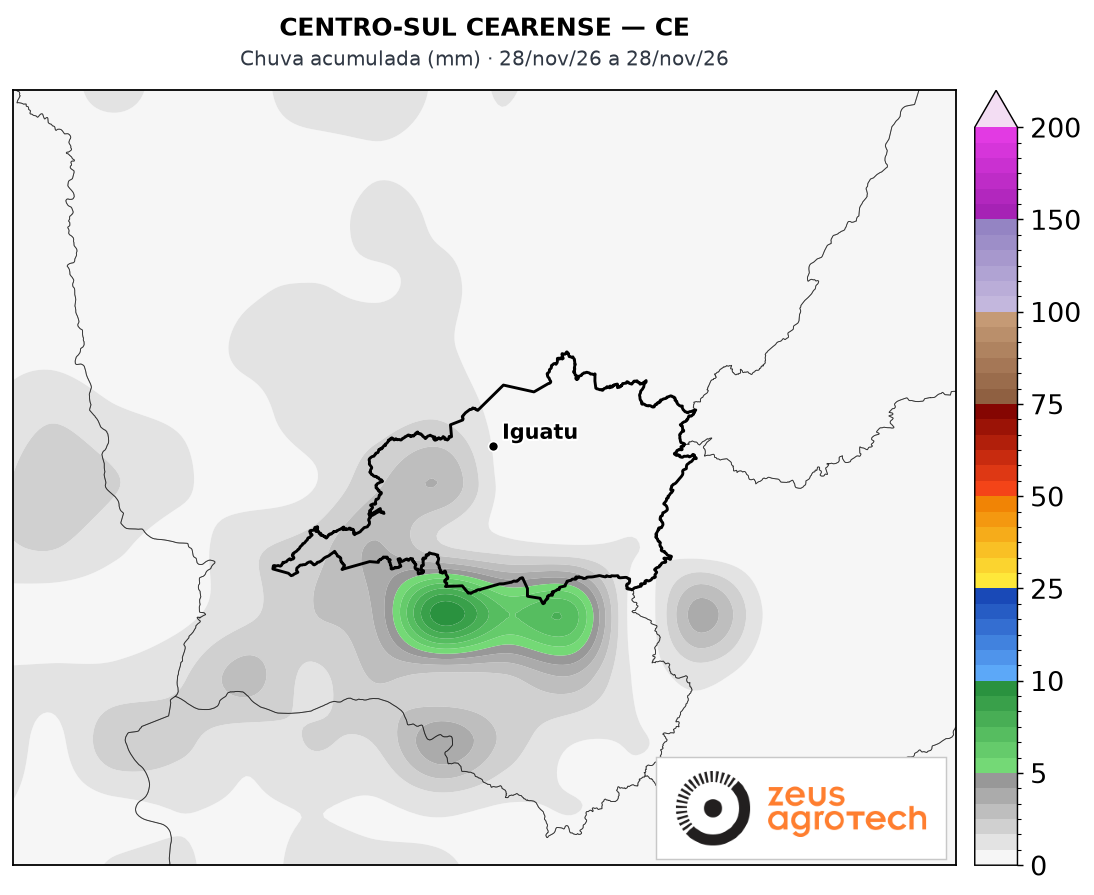 CENTRO-SUL CEARENSE — CE
Chuva acumulada (mm) · 28/nov/26 a 28/nov/26
200
150
100
75
50
25
10
5
0
Iguatu
zeus
agrotech